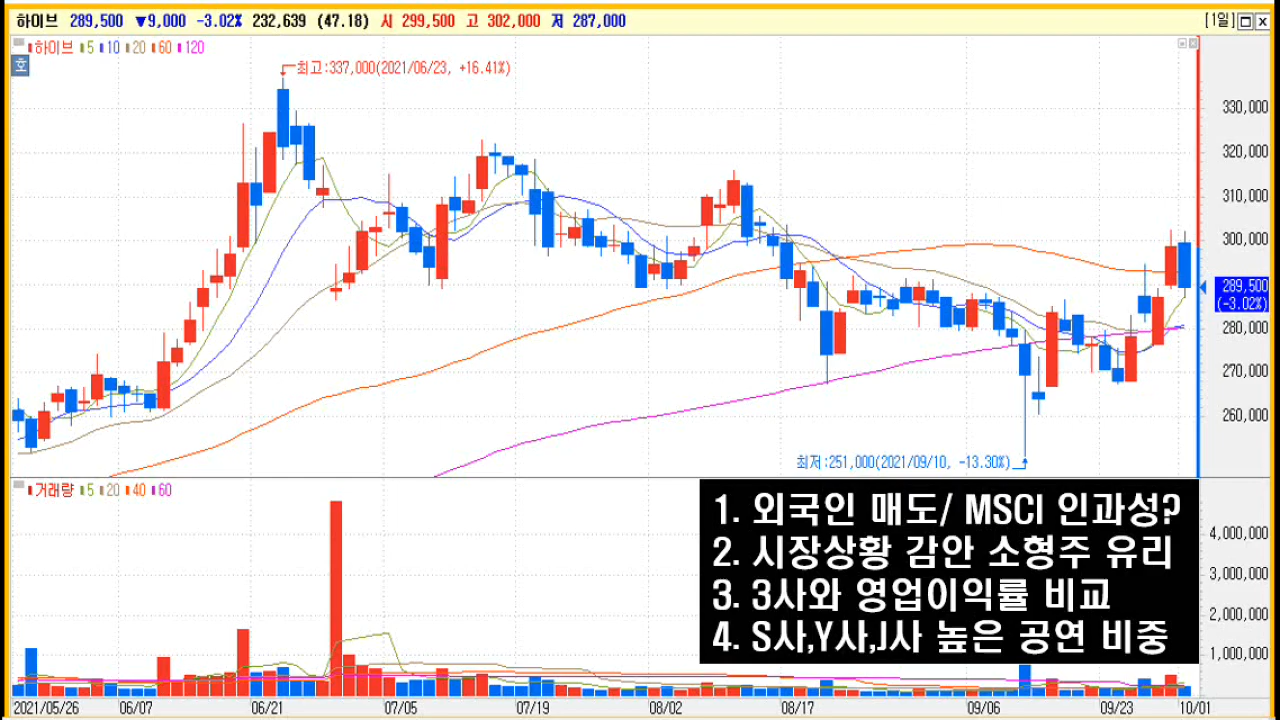 하이브 289,500 ▼9,000 -3.02% 232,639 (47.18) 시 299,500 고 302,000 저 287,000 [1일]
하이브 5 10 20 60 120
호
최고:337,000(2021/06/23, +16.41%)
330,000
320,000
310,000
300,000
289,500
(-3.02%)
280,000
270,000
260,000
최저:251,000(2021/09/10, -13.30%)
거래량 5 20 40 60
4,000,000
3,000,000
2,000,000
1,000,000
1. 외국인 매도/ MSCI 인과성?
2. 시장상황 감안 소형주 유리
3. 3사와 영업이익률 비교
4. S사,Y사,J사 높은 공연 비중
2021/05/26 06/07 06/21 07/05 07/19 08/02 08/17 09/06 09/23 10/01